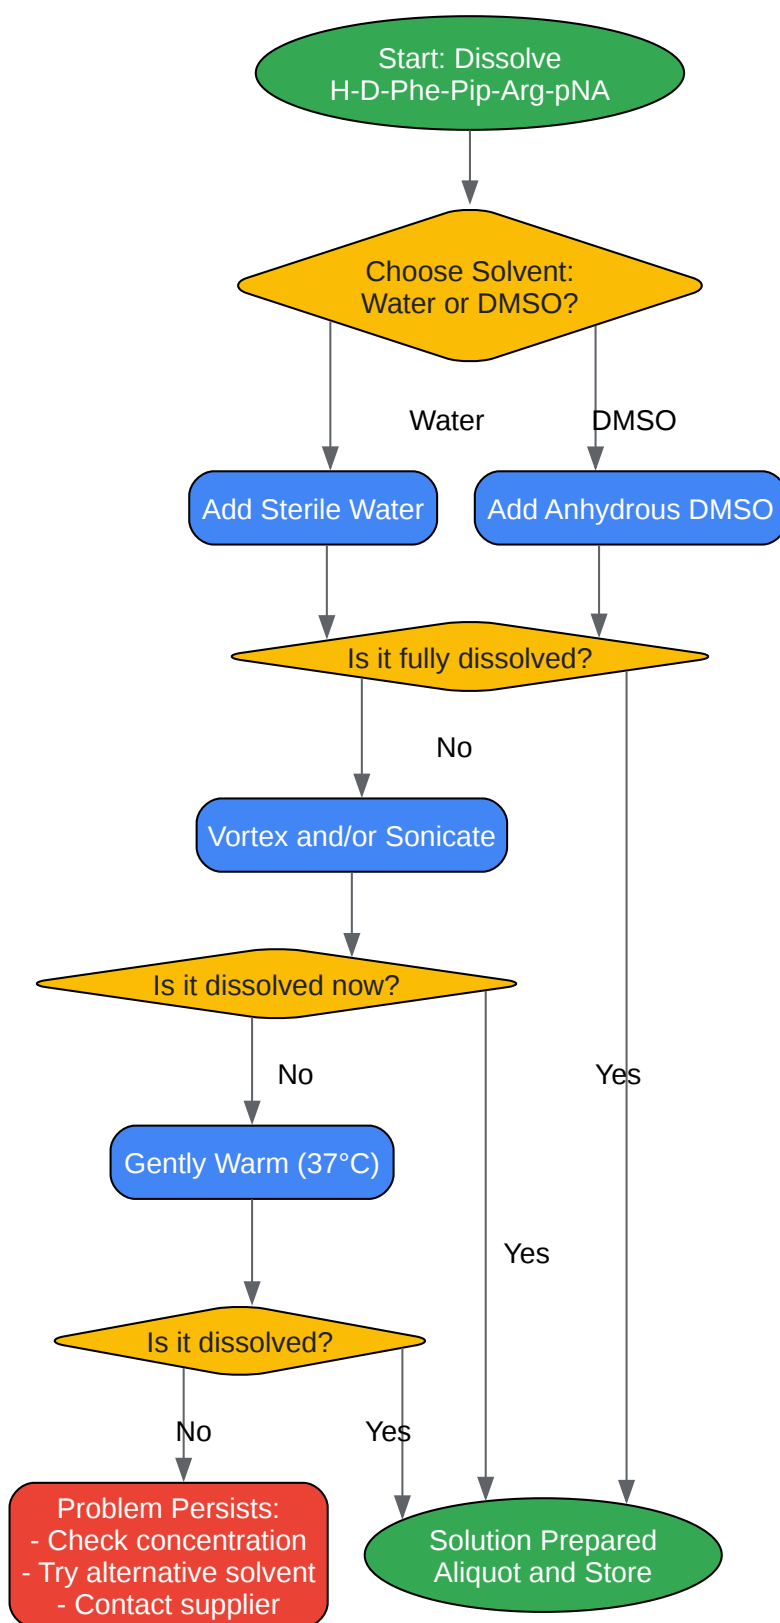 Start: Dissolve
H-D-Phe-Pip-Arg-pNA
Choose Solvent:
Water or DMSO?
Water
DMSO
Add Sterile Water
Add Anhydrous DMSO
Is it fully dissolved?
No
Vortex and/or Sonicate
Is it dissolved now?
No
Yes
Gently Warm (37°C)
Yes
Is it dissolved?
No
Yes
Problem Persists:
- Check concentration
- Try alternative solvent
- Contact supplier
Solution Prepared
Aliquot and Store